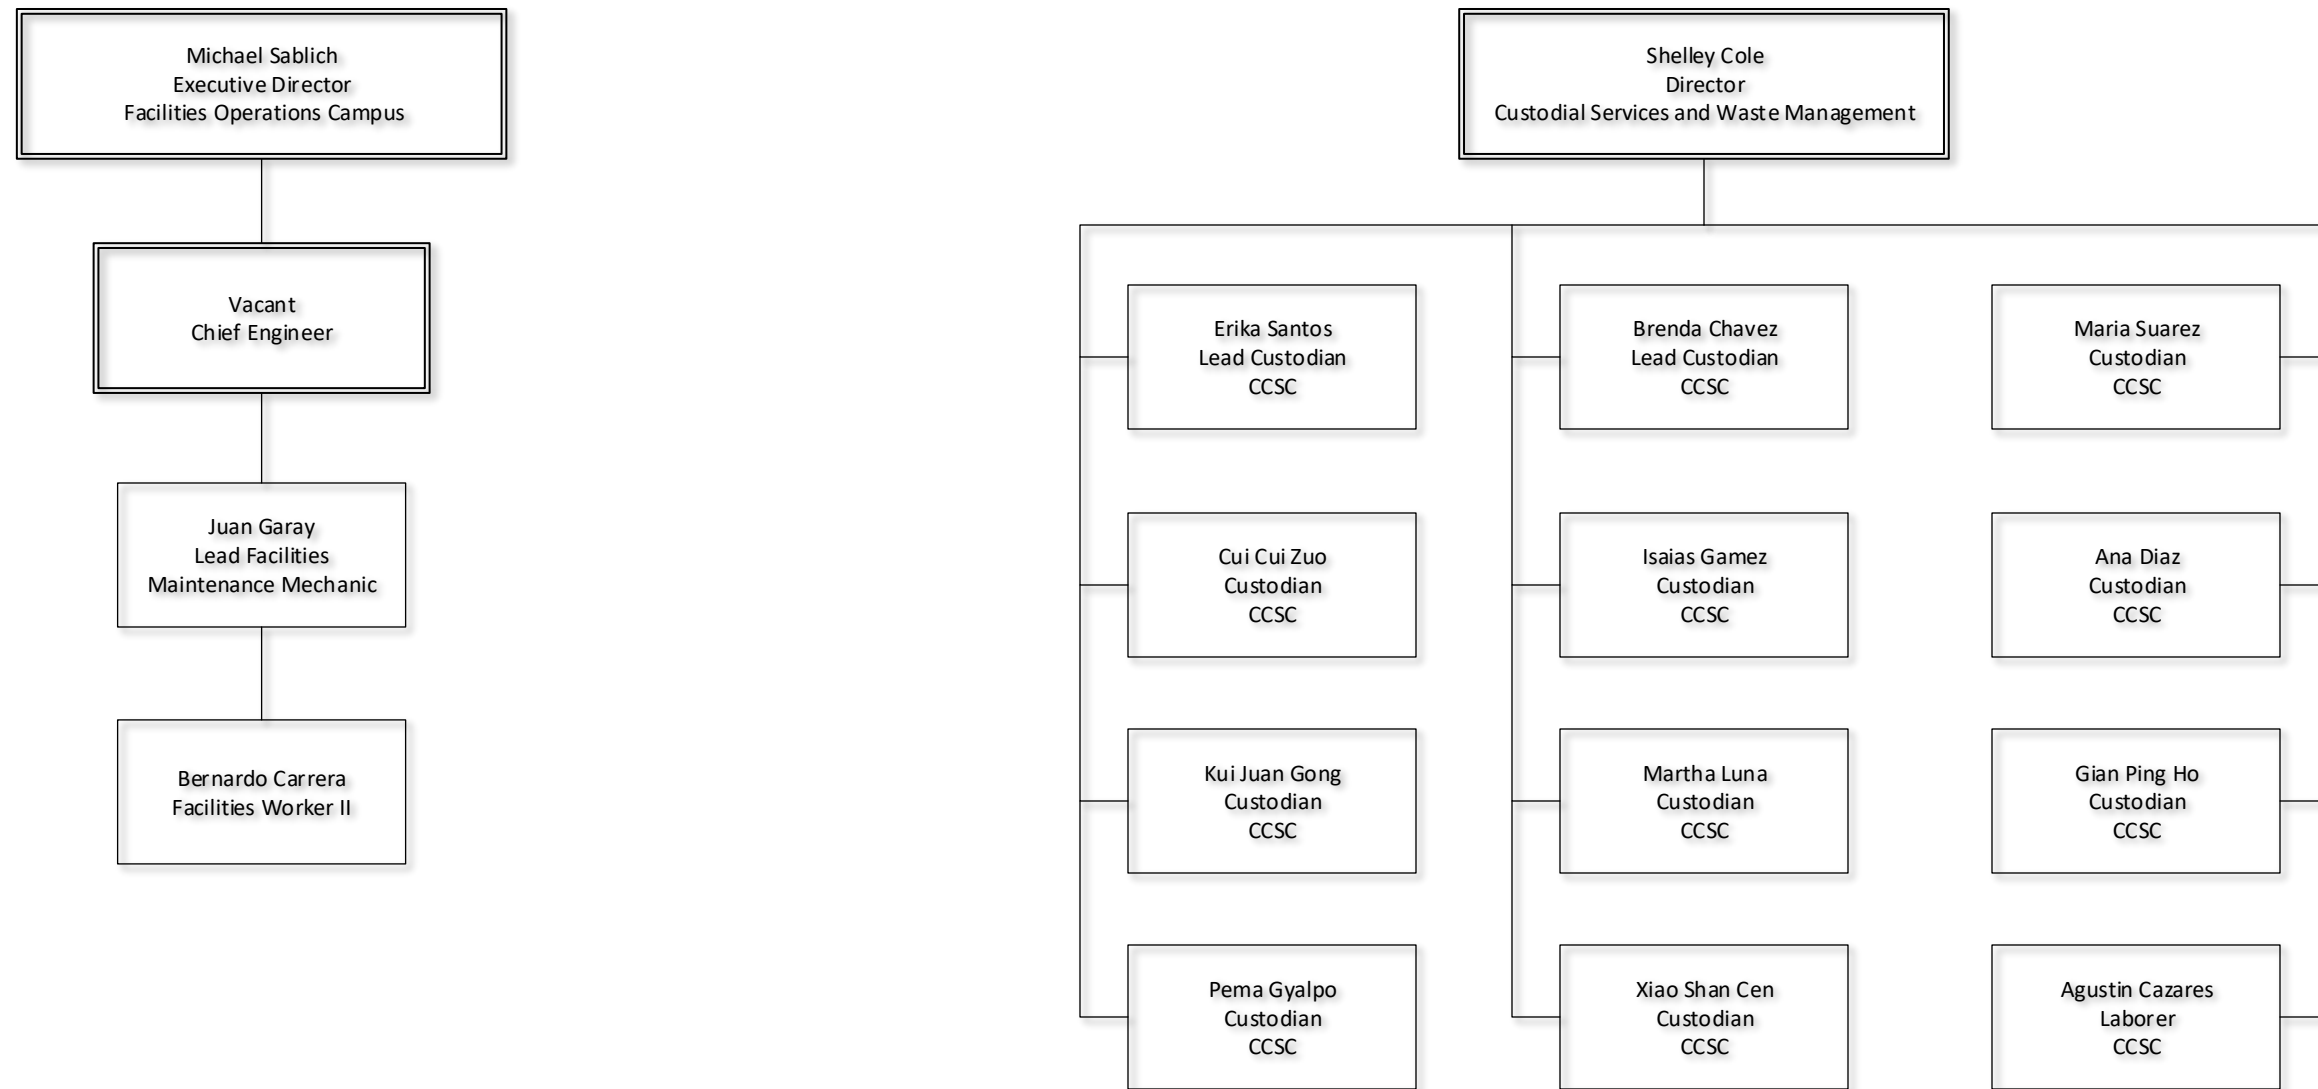 Michael Sablich
Executive Director
Facilities Operations Campus
Vacant
Chief Engineer
Juan Garay
Lead Facilities
Maintenance Mechanic
Bernardo Carrera
Facilities Worker II
Shelley Cole
Director
Custodial Services and Waste Management
Erika Santos
Lead Custodian
CCSC
Brenda Chavez
Lead Custodian
CCSC
Maria Suarez
Custodian
CCSC
Cui Cui Zuo
Custodian
CCSC
Isaias Gamez
Custodian
CCSC
Ana Diaz
Custodian
CCSC
Kui Juan Gong
Custodian
CCSC
Martha Luna
Custodian
CCSC
Gian Ping Ho
Custodian
CCSC
Pema Gyalpo
Custodian
CCSC
Xiao Shan Cen
Custodian
CCSC
Agustin Cazares
Laborer
CCSC